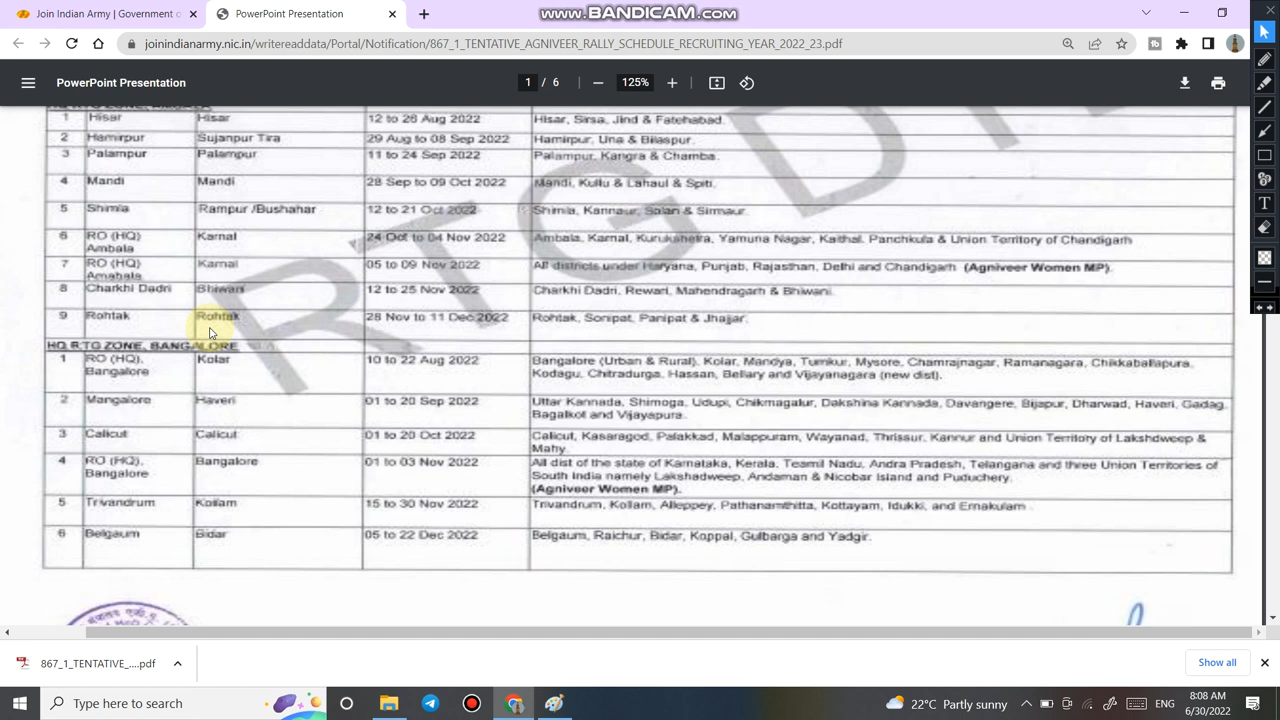 Join Indian Army | Government o
PowerPoint Presentation
www.BANDICAM.com
joinindianarmy.nic.in/writereaddata/Portal/Notification/867_1_TENTATIVE_AGNIVEER_RALLY_SCHEDULE_RECRUITING_YEAR_2022_23.pdf
PowerPoint Presentation
1 / 6
125%
1 Hisar Hisar 12 to 26 Aug 2022 Hisar, Sirsa, Jind & Fatehabad.
2 Hamirpur Sujanpur Tira 29 Aug to 08 Sep 2022 Hamirpur, Una & Bilaspur.
3 Palampur Palampur 11 to 24 Sep 2022 Palampur, Kangra & Chamba.
4 Mandi Mandi 28 Sep to 09 Oct 2022 Mandi, Kullu & Lahaul & Spiti.
5 Shimla Rampur /Bushahar 12 to 21 Oct 2022 Shimla, Kannaur, Solan & Sirmaur.
6 RO (HQ) Karnal 24 Oct to 04 Nov 2022 Ambala, Karnal, Kurukshetra, Yamuna Nagar, Kaithal. Panchkula & Union Territory of Chandigarh
Ambala
7 RO (HQ) Karnal 05 to 09 Nov 2022 All districts under Haryana, Punjab, Rajasthan, Delhi and Chandigarh (Agniveer Women MP).
Amabala
8 Charkhi Dadri Bhiwani 12 to 25 Nov 2022 Charkhi Dadri, Rewari, Mahendragarh & Bhiwani.
9 Rohtak Rohtak 28 Nov to 11 Dec 2022 Rohtak, Sonipat, Panipat & Jhajjar.
HQ RTG ZONE, BANGALORE
1 RO (HQ), Kolar 10 to 22 Aug 2022 Bangalore (Urban & Rural). Kolar, Mandya, Tumkur, Mysore, Chamrajnagar, Ramanagara, Chikkaballapura,
Bangalore Kodagu, Chitradurga, Hassan, Bellary and Vijayanagara (new dist).
2 Mangalore Haveri 01 to 20 Sep 2022 Uttar Kannada, Shimoga, Udupi, Chikmagalur, Dakshina Kannada, Davangere, Bijapur, Dharwad, Haveri, Gadag,
Bagalkot and Vijayapura.
3 Calicut Calicut 01 to 20 Oct 2022 Calicut, Kasaragod, Palakkad, Malappuram, Wayanad, Thrissur, Kannur and Union Territory of Lakshdweep &
Mahy.
4 RO (HQ), Bangalore 01 to 03 Nov 2022 All dist of the state of Karnataka, Kerala, Teamil Nadu, Andra Pradesh, Telangana and three Union Territories of
Bangalore South India namely Lakshadweep, Andaman & Nicobar Island and Puduchery.
(Agniveer Women MP).
5 Trivandrum Kollam 15 to 30 Nov 2022 Trivandrum, Kollam, Alleppey, Pathanamthitta, Kottayam, Idukki, and Ernakulam
6 Belgaum Bidar 05 to 22 Dec 2022 Belgaum, Raichur, Bidar, Koppal, Gulbarga and Yadgir.
RTG
867_1_TENTATIVE_....pdf
Show all
Type here to search
22°C Partly sunny
ENG
8:08 AM
6/30/2022